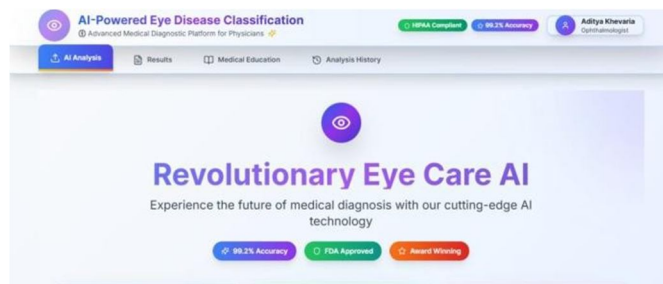 AI-Powered Eye Disease Classification
Advanced Medical Diagnostic Platform for Physicians
HIPAA Compliant
99.2% Accuracy
Aditya Khevaria
Ophthalmologist
AI Analysis
Results
Medical Education
Analysis History
Revolutionary Eye Care AI
Experience the future of medical diagnosis with our cutting-edge AI
technology
99.2% Accuracy
FDA Approved
Award Winning